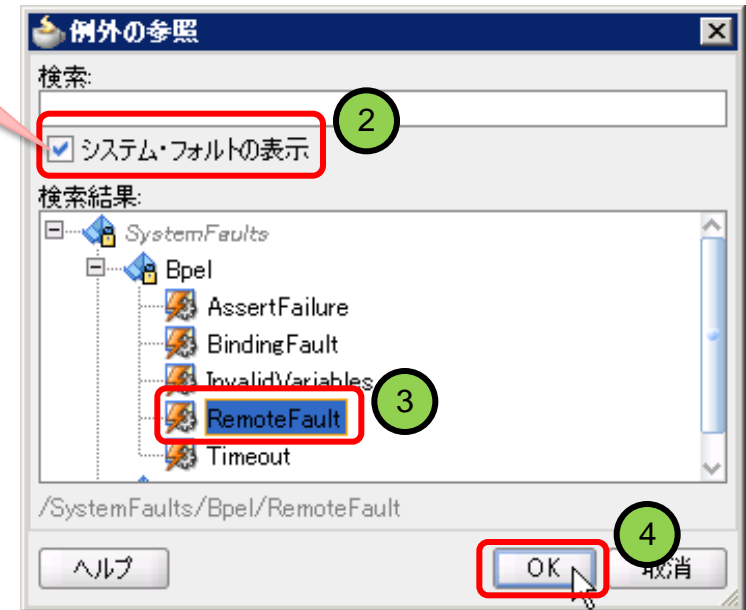 例外の参照
検索:
2
システム・フォルトの表示
検索結果:
SystemFaults
Bpel
AssertFailure
BindingFault
InvalidVariables
3
RemoteFault
Timeout
/SystemFaults/Bpel/RemoteFault
4
ヘルプ OK 取消